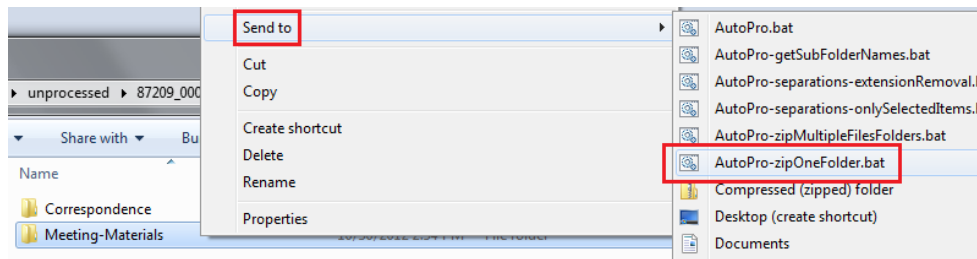 Send to
Cut
Copy
Create shortcut
Delete
Rename
Properties
AutoPro.bat
AutoPro-getSubFolderNames.bat
AutoPro-separations-extensionRemoval.
AutoPro-separations-onlySelectedItems.
AutoPro-zipMultipleFilesFolders.bat
AutoPro-zipOneFolder.bat
Compressed (zipped) folder
Desktop (create shortcut)
Documents
unprocessed 87209_000
Share with Bu
Name
Correspondence
Meeting-Materials